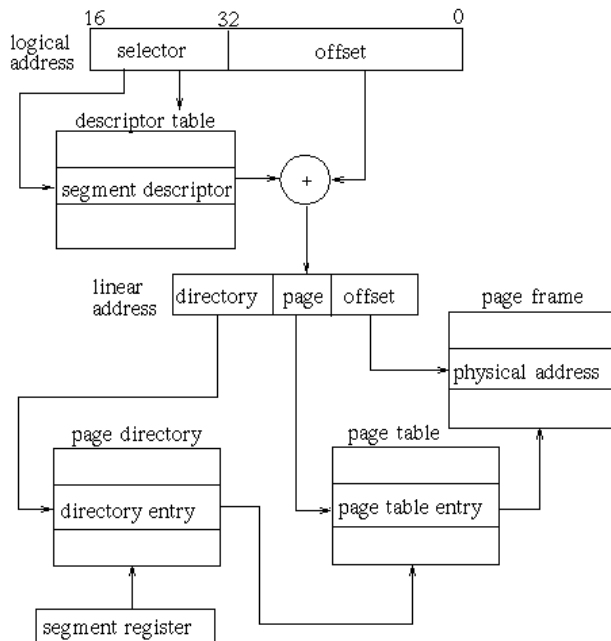 16 32 0
logical
address
selector offset
descriptor table
segment descriptor
+
linear
address
directory page offset
page frame
physical address
page directory
page table
directory entry
page table entry
segment register